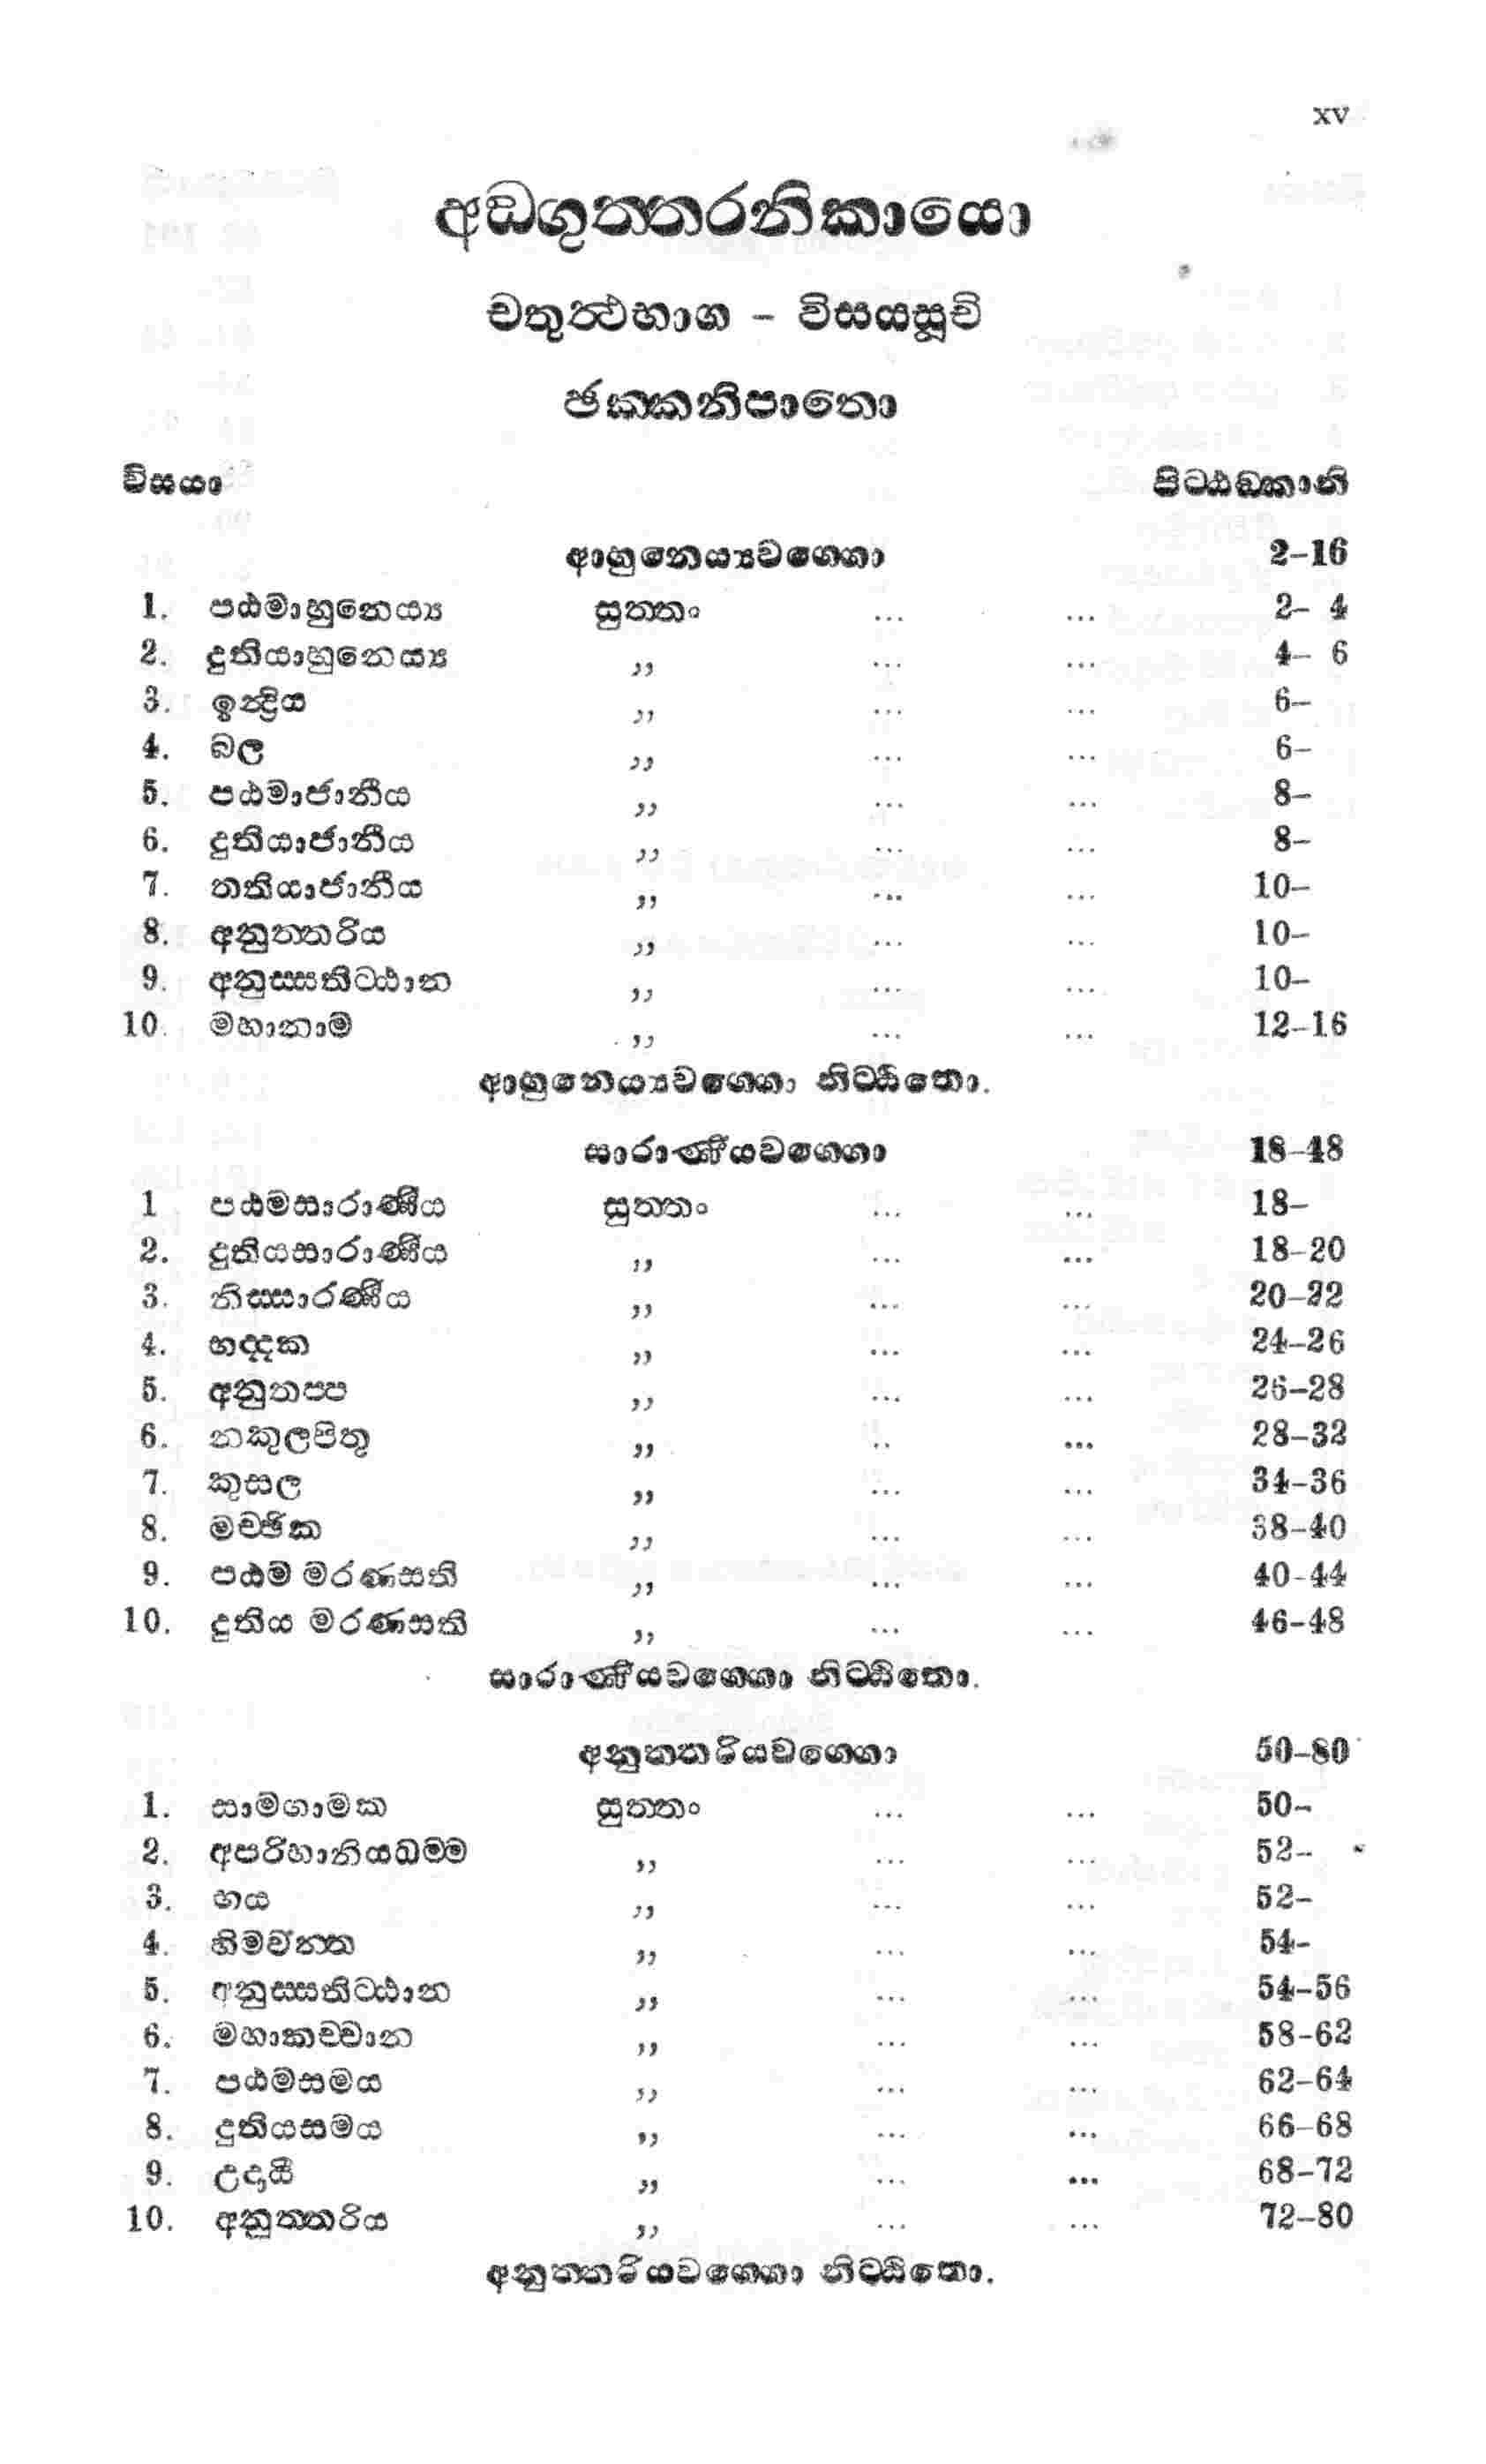 xv
අඞගුත්තරනිකායො
චතුත්ථභාග - විසයසූචි
ඡක්කනිපාතො
විසයා පිට්ඨඞ්කානි
ආහුනෙය්‍යවග්ගො 2-16
1. පඨමාහුනෙය්‍ය සුත්තං ... ... 2- 4
2. දුතියාහුනෙය්‍ය ,, ... ... 4- 6
3. ඉන්ද්‍රිය ,, ... ... 6-
4. බල ,, ... ... 6-
5. පඨමාජානීය ,, ... ... 8-
6. දුතියාජානීය ,, ... ... 8-
7. තතියාජානීය ,, ... ... 10-
8. අනුත්තරිය ,, ... ... 10-
9. අනුස්සතිට්ඨාන ,, ... ... 10-
10. මහානාම ,, ... ... 12-16
ආහුනෙය්‍යවග්ගො නිට්ඨිතො.
සාරාණීයවග්ගො 18-48
1 පඨමසාරාණීය සුත්තං ... ... 18-
2. දුතියසාරාණීය ,, ... ... 18-20
3. නිස්සාරණීය ,, ... ... 20-22
4. භද්දක ,, ... ... 24-26
5. අනුතප්ප ,, ... ... 26-28
6. නකුලපිතු ,, .. ... 28-32
7. කුසල ,, ... ... 34-36
8. මච්ඡික ,, ... ... 38-40
9. පඨම මරණසති ,, ... ... 40-44
10. දුතිය මරණසති ,, ... ... 46-48
සාරාණීයවග්ගො නිට්ඨිතො.
අනුත්තරියවග්ගො 50-80
1. සාමගාමක සුත්තං ... ... 50-
2. අපරිහානියධම්ම ,, ... ... 52-
3. භය ,, ... ... 52-
4. හිමවන්ත ,, ... ... 54-
5. අනුස්සතිට්ඨාන ,, ... ... 54-56
6. මහාකච්චාන ,, ... ... 58-62
7. පඨමසමය ,, ... ... 62-64
8. දුතියසමය ,, ... ... 66-68
9. උදායී ,, ... ... 68-72
10. අනුත්තරිය ,, ... ... 72-80
අනුත්තරියවග්ගො නිට්ඨිතො.